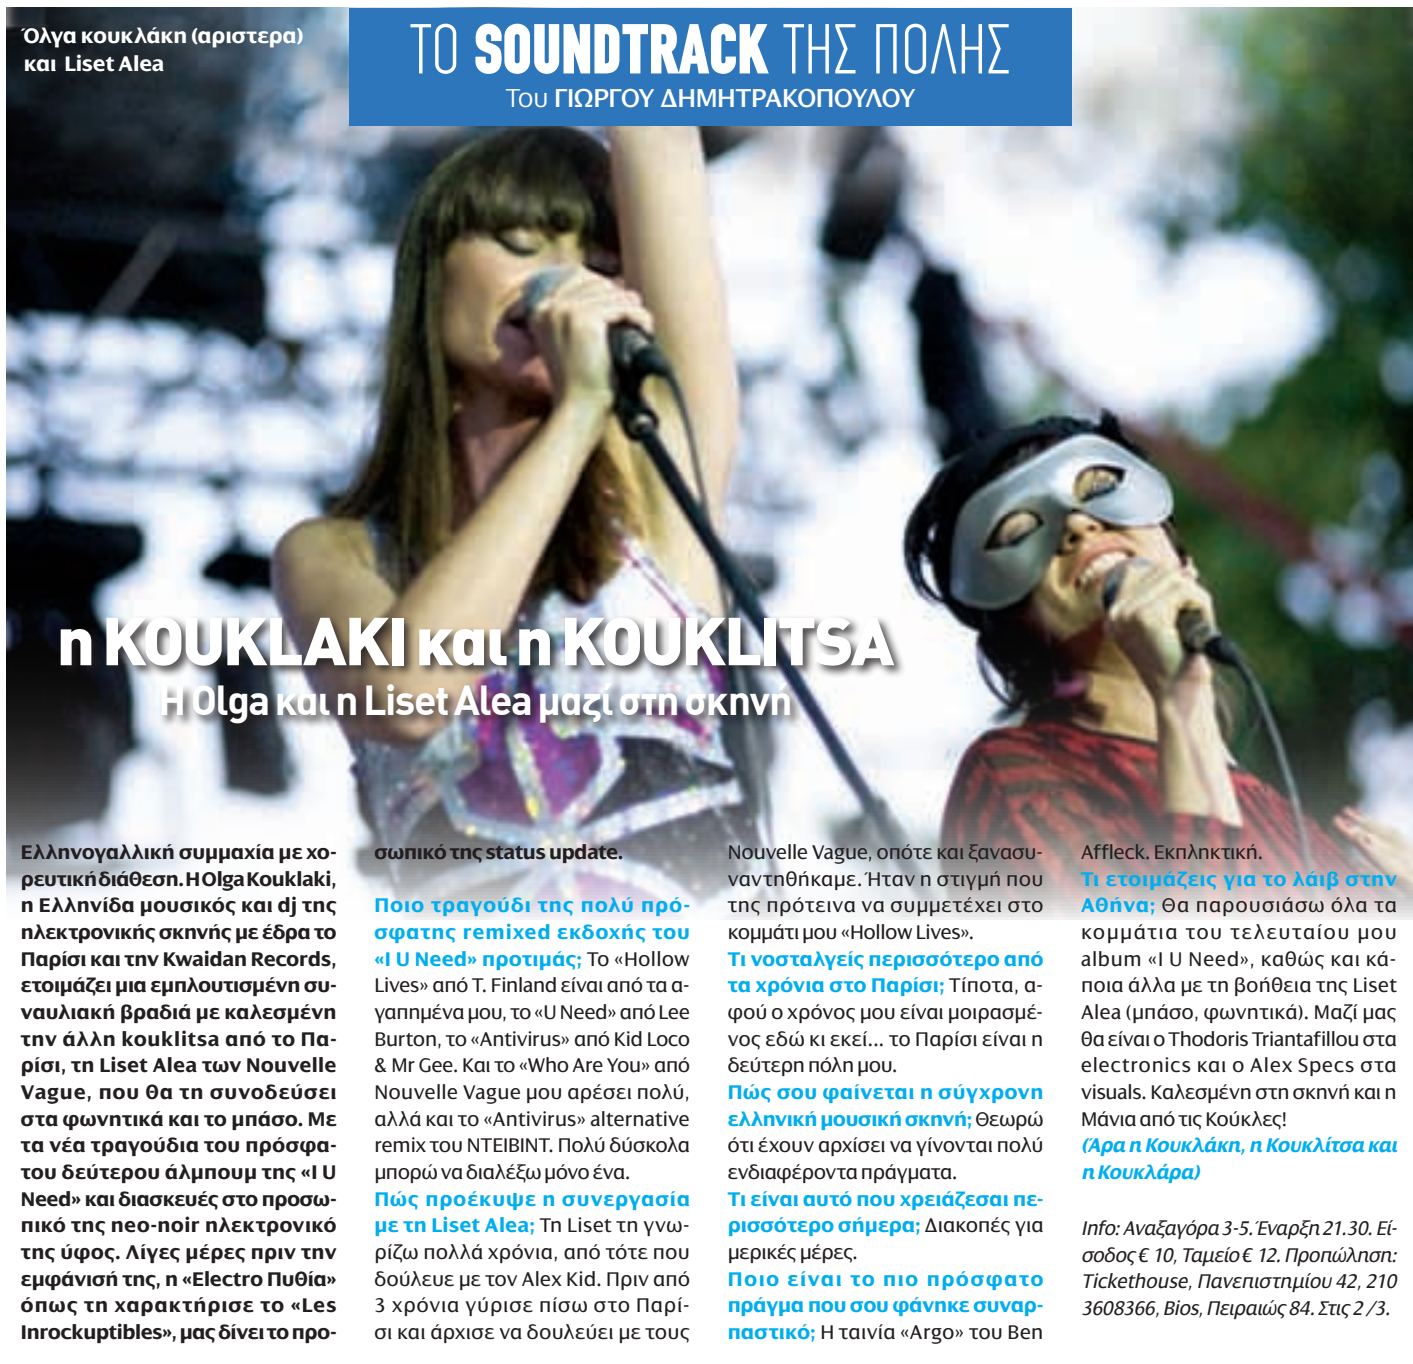 Όλγα κουκλάκη (αριστερα)
και Liset Alea
ΤΟ SOUNDTRACK ΤΗΣ ΠΟΛΗΣ
Του ΓΙΩΡΓΟΥ ΔΗΜΗΤΡΑΚΟΠΟΥΛΟΥ
η KOUKLAKI και η KOUKLITSA
Η Olga και η Liset Alea μαζί στη σκηνή
Ελληνογαλλική συμμαχία με χο-
ρευτική διάθεση. Η Olga Kouklaki,
η Ελληνίδα μουσικός και dj της
ηλεκτρονικής σκηνής με έδρα το
Παρίσι και την Kwaidan Records,
ετοιμάζει μια εμπλουτισμένη συ-
ναυλιακή βραδιά με καλεσμένη
την άλλη kouklitsa από το Πα-
ρίσι, τη Liset Alea των Nouvelle
Vague, που θα τη συνοδεύσει
στα φωνητικά και το μπάσο. Με
τα νέα τραγούδια του πρόσφα-
του δεύτερου άλμπουμ της «I U
Need» και διασκευές στο προσω-
πικό της neo-noir ηλεκτρονικό
της ύφος. Λίγες μέρες πριν την
εμφάνισή της, η «Electro Πυθία»
όπως τη χαρακτήρισε το «Les
Inrockuptibles», μας δίνει το προ-
σωπικό της status update.
Ποιο τραγούδι της πολύ πρό-
σφατης remixed εκδοχής του
«I U Need» προτιμάς; Το «Hollow
Lives» από T. Finland είναι από τα α-
γαπημένα μου, το «U Need» από Lee
Burton, το «Antivirus» από Kid Loco
& Mr Gee. Και το «Who Are You» από
Nouvelle Vague μου αρέσει πολύ,
αλλά και το «Antivirus» alternative
remix του ΝΤΕΙΒΙΝΤ. Πολύ δύσκολα
μπορώ να διαλέξω μόνο ένα.
Πώς προέκυψε η συνεργασία
με τη Liset Alea; Τη Liset τη γνω-
ρίζω πολλά χρόνια, από τότε που
δούλευε με τον Alex Kid. Πριν από
3 χρόνια γύρισε πίσω στο Παρί-
σι και άρχισε να δουλεύει με τους
Nouvelle Vague, οπότε και ξανασυ-
ναντηθήκαμε. Ήταν η στιγμή που
της πρότεινα να συμμετέχει στο
κομμάτι μου «Hollow Lives».
Τι νοσταλγείς περισσότερο από
τα χρόνια στο Παρίσι; Τίποτα, α-
φού ο χρόνος μου είναι μοιρασμέ-
νος εδώ κι εκεί... το Παρίσι είναι η
δεύτερη πόλη μου.
Πώς σου φαίνεται η σύγχρονη
ελληνική μουσική σκηνή; Θεωρώ
ότι έχουν αρχίσει να γίνονται πολύ
ενδιαφέροντα πράγματα.
Τι είναι αυτό που χρειάζεσαι πε-
ρισσότερο σήμερα; Διακοπές για
μερικές μέρες.
Ποιο είναι το πιο πρόσφατο
πράγμα που σου φάνηκε συναρ-
παστικό; Η ταινία «Argo» του Ben
Affleck. Εκπληκτική.
Τι ετοιμάζεις για το λάιβ στην
Αθήνα; Θα παρουσιάσω όλα τα
κομμάτια του τελευταίου μου
album «I U Need», καθώς και κά-
ποια άλλα με τη βοήθεια της Liset
Alea (μπάσο, φωνητικά). Μαζί μας
θα είναι ο Thodoris Triantafillou στα
electronics και ο Alex Specs στα
visuals. Καλεσμένη στη σκηνή και η
Μάνια από τις Κούκλες!
(Άρα η Κουκλάκη, η Κουκλίτσα και
η Κουκλάρα)
Info: Αναξαγόρα 3-5. Έναρξη 21.30. Εί-
σοδος € 10, Ταμείο € 12. Προπώληση:
Tickethouse, Πανεπιστημίου 42, 210
3608366, Bios, Πειραιώς 84. Στις 2 /3.